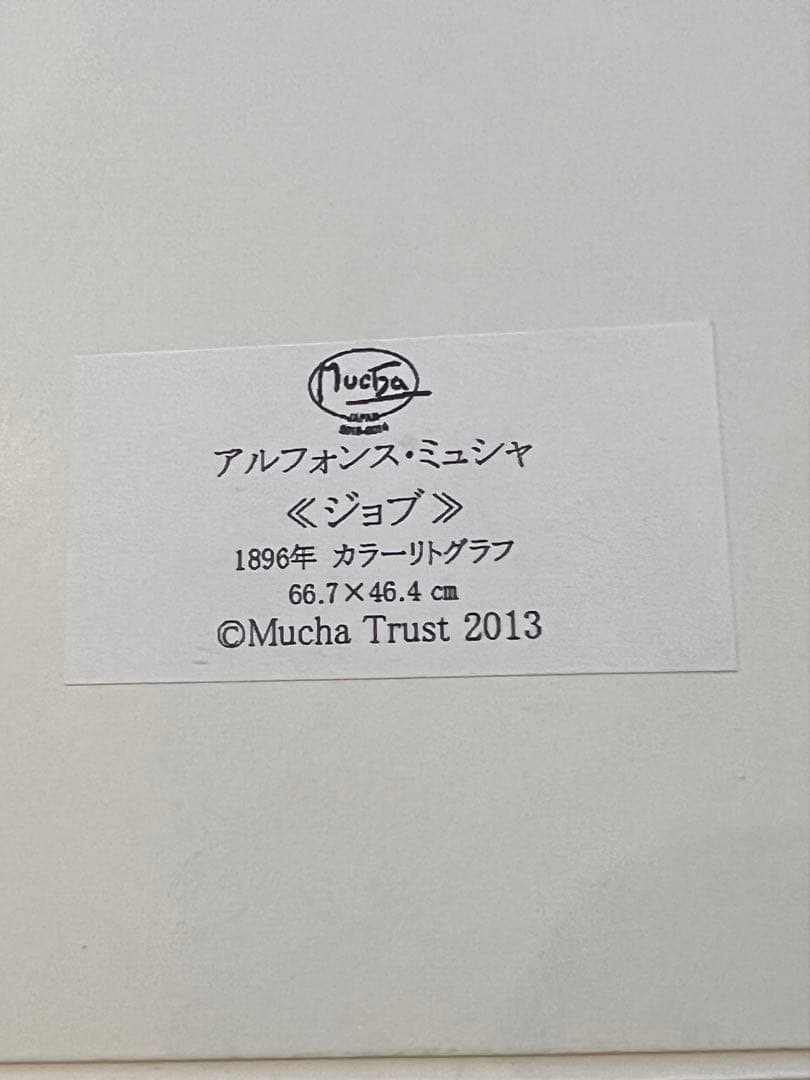 Mucha
JAPAN
アルフォンス・ミュシャ
≪ジョブ≫
1896年 カラーリトグラフ
66.7×46.4 ㎝
©Mucha Trust 2013